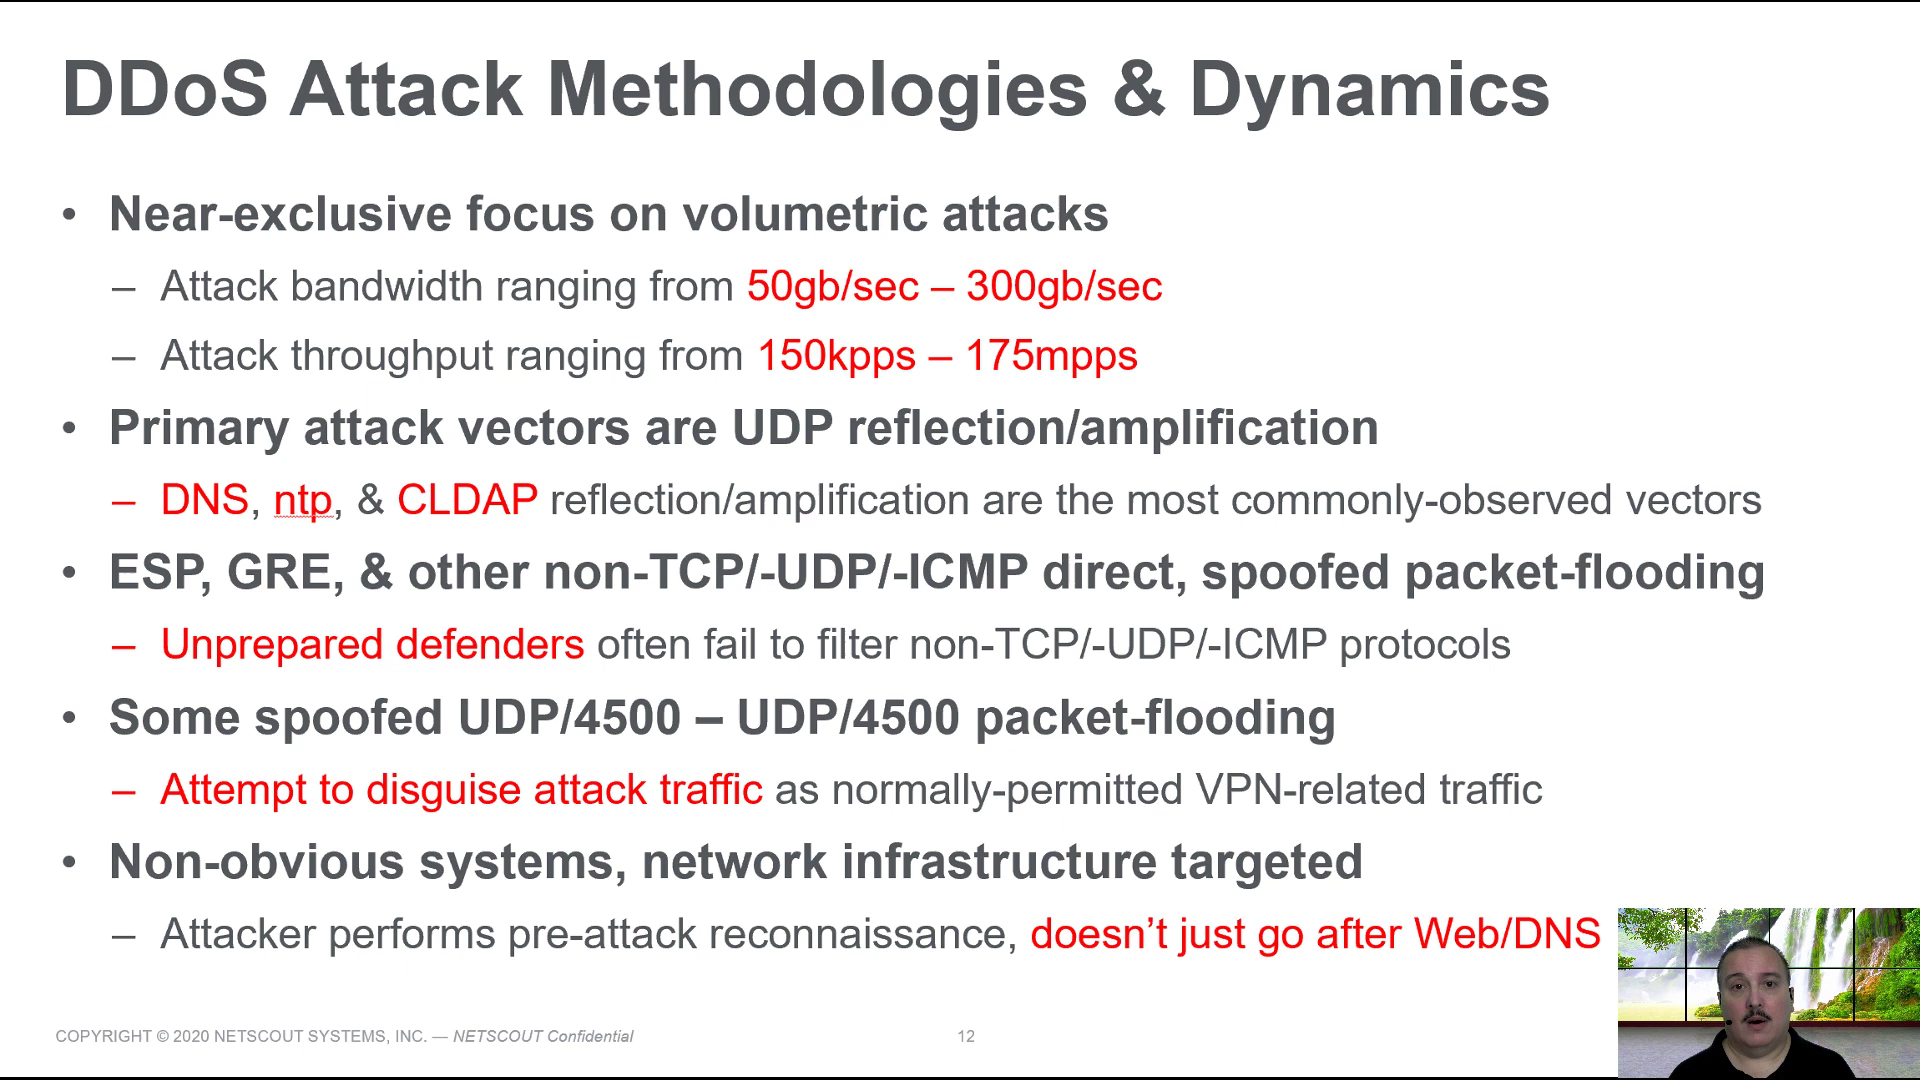 DDoS Attack Methodologies & Dynamics
• Near-exclusive focus on volumetric attacks
– Attack bandwidth ranging from 50gb/sec – 300gb/sec
– Attack throughput ranging from 150kpps – 175mpps
• Primary attack vectors are UDP reflection/amplification
– DNS, ntp, & CLDAP reflection/amplification are the most commonly-observed vectors
• ESP, GRE, & other non-TCP/-UDP/-ICMP direct, spoofed packet-flooding
– Unprepared defenders often fail to filter non-TCP/-UDP/-ICMP protocols
• Some spoofed UDP/4500 – UDP/4500 packet-flooding
– Attempt to disguise attack traffic as normally-permitted VPN-related traffic
• Non-obvious systems, network infrastructure targeted
– Attacker performs pre-attack reconnaissance, doesn’t just go after Web/DNS
COPYRIGHT © 2020 NETSCOUT SYSTEMS, INC. — NETSCOUT Confidential
12